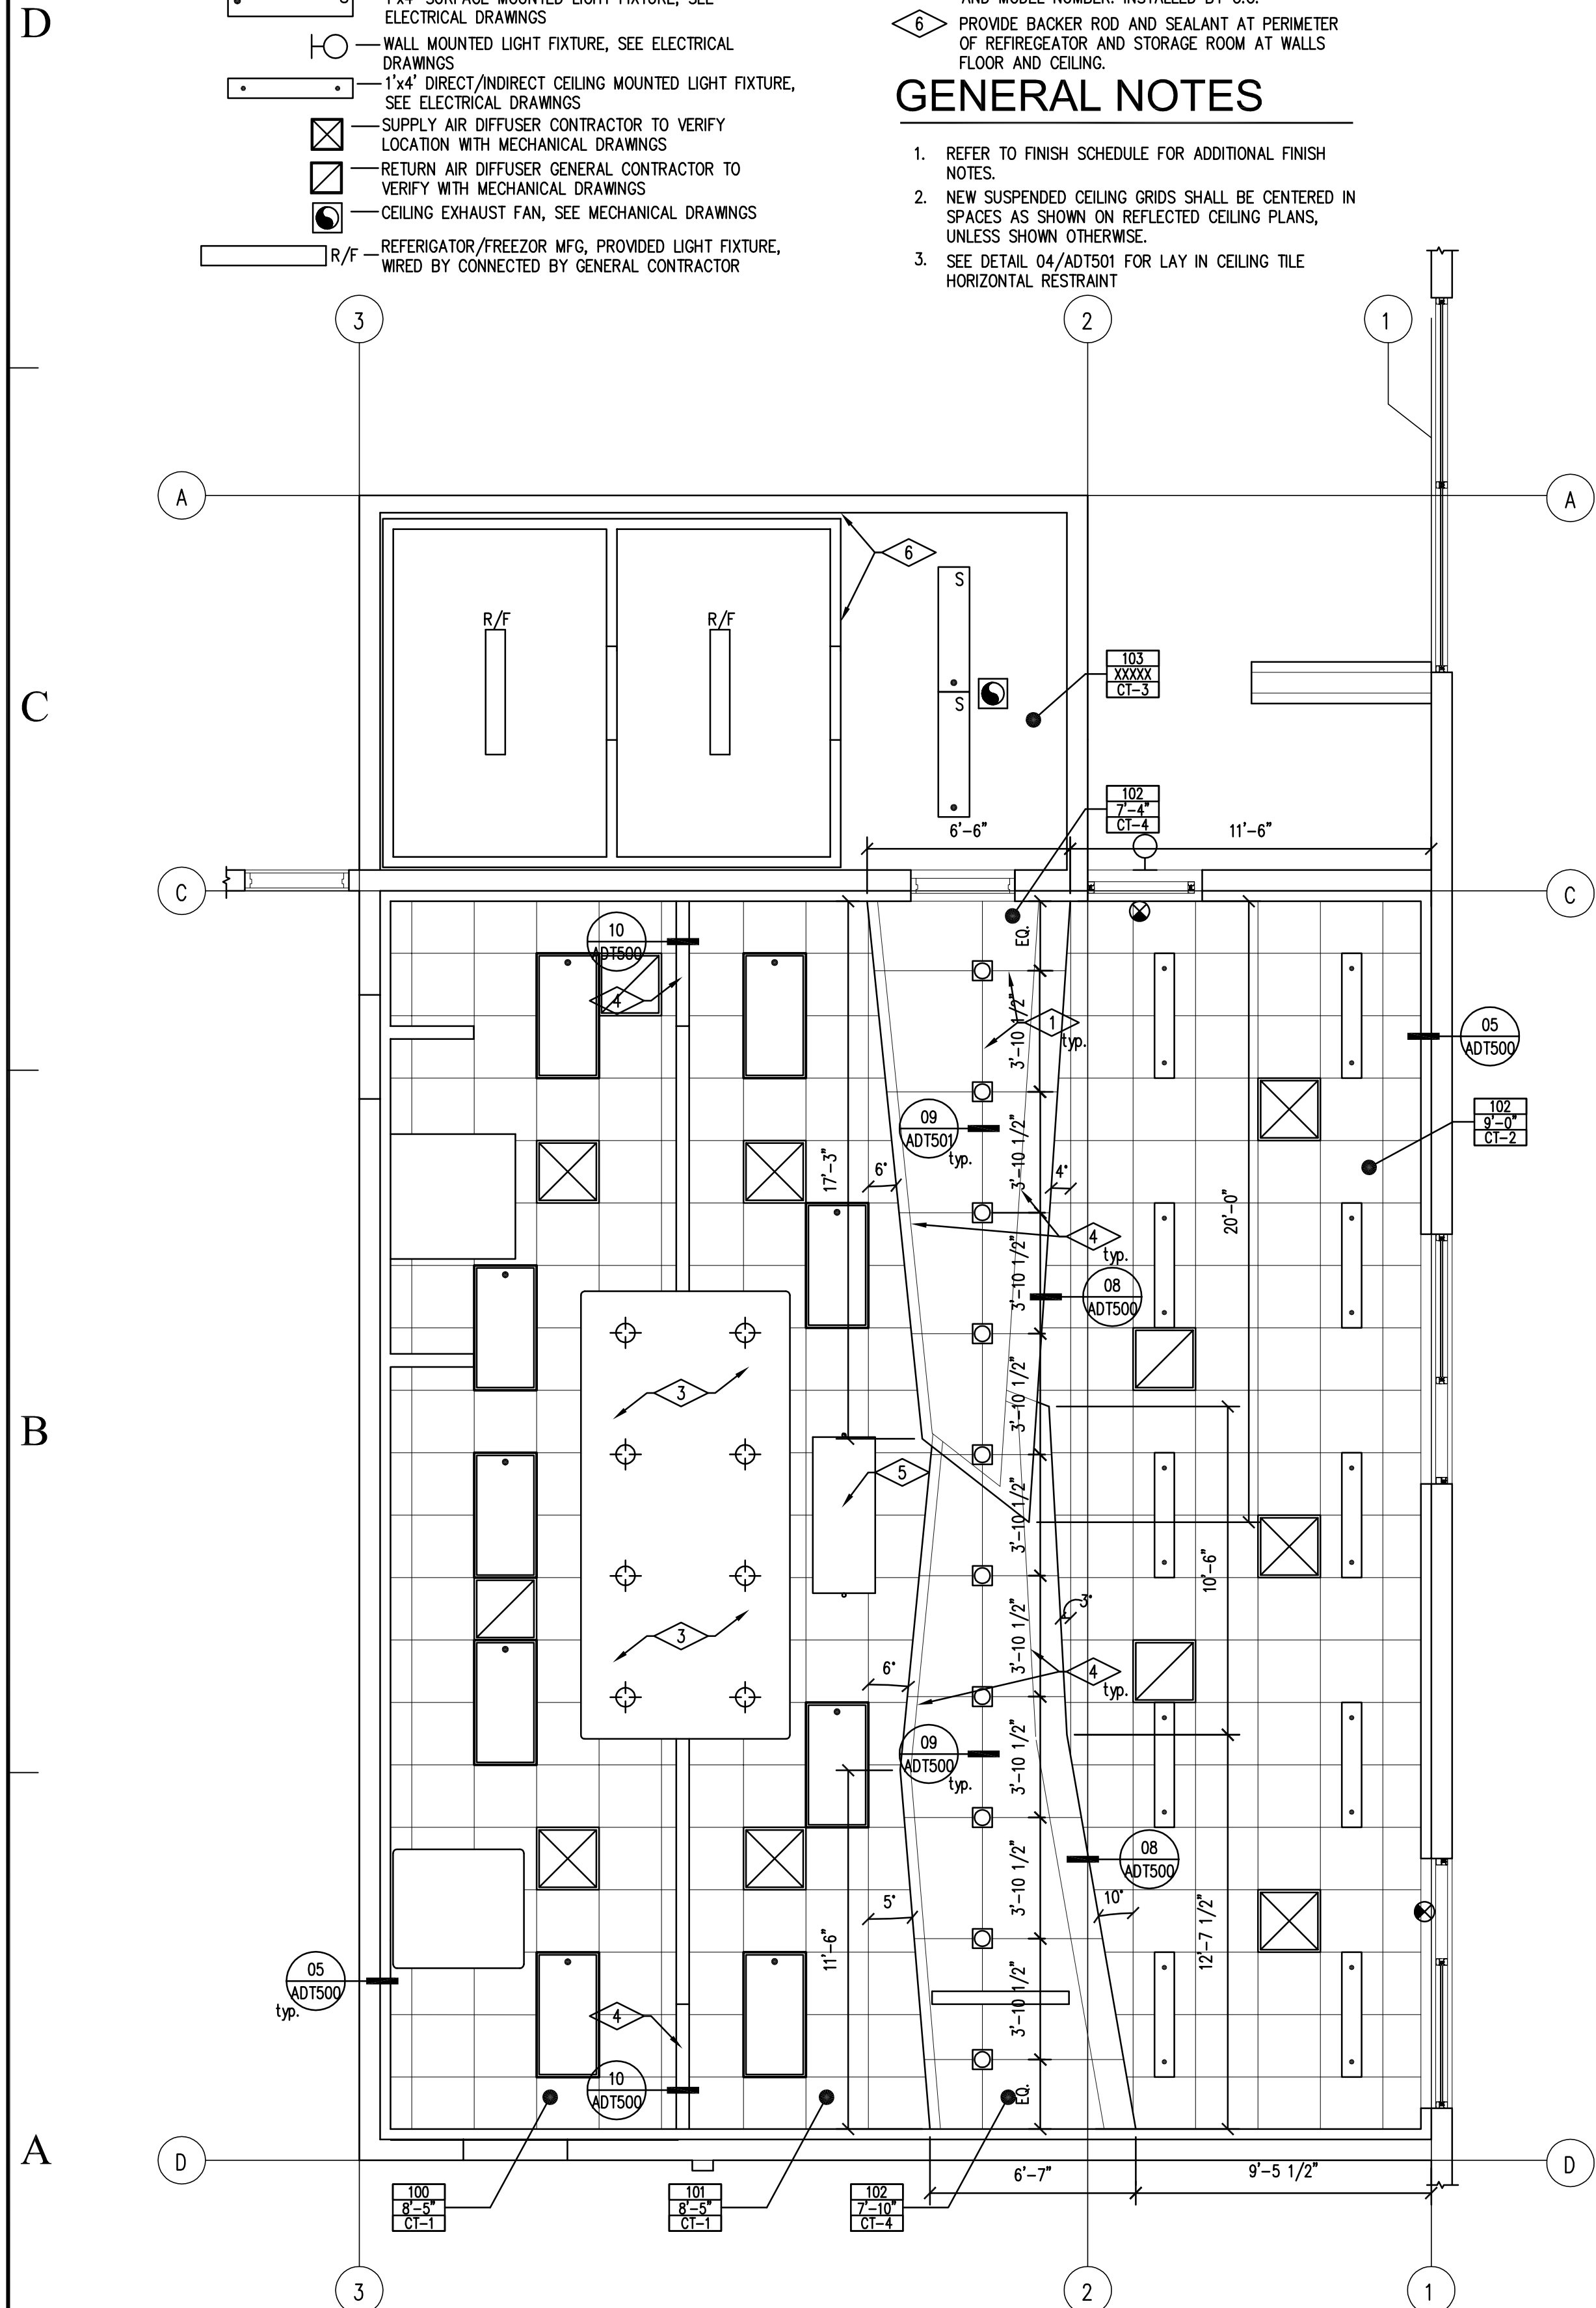 D
1'x4' SURFACE MOUNTED LIGHT FIXTURE, SEE
ELECTRICAL DRAWINGS
WALL MOUNTED LIGHT FIXTURE, SEE ELECTRICAL
DRAWINGS
1'x4' DIRECT/INDIRECT CEILING MOUNTED LIGHT FIXTURE,
SEE ELECTRICAL DRAWINGS
SUPPLY AIR DIFFUSER CONTRACTOR TO VERIFY
LOCATION WITH MECHANICAL DRAWINGS
RETURN AIR DIFFUSER GENERAL CONTRACTOR TO
VERIFY WITH MECHANICAL DRAWINGS
CEILING EXHAUST FAN, SEE MECHANICAL DRAWINGS
R/F
REFERIGATOR/FREEZOR MFG, PROVIDED LIGHT FIXTURE,
WIRED BY CONNECTED BY GENERAL CONTRACTOR
AND MODEL NUMBER. INSTALLED BY G.C.
6 PROVIDE BACKER ROD AND SEALANT AT PERIMETER
OF REFIREGEATOR AND STORAGE ROOM AT WALLS
FLOOR AND CEILING.
GENERAL NOTES
1. REFER TO FINISH SCHEDULE FOR ADDITIONAL FINISH
NOTES.
2. NEW SUSPENDED CEILING GRIDS SHALL BE CENTERED IN
SPACES AS SHOWN ON REFLECTED CEILING PLANS,
UNLESS SHOWN OTHERWISE.
3. SEE DETAIL 04/ADT501 FOR LAY IN CEILING TILE
HORIZONTAL RESTRAINT
3
2
1
A
A
6
S
R/F
R/F
103
XXXXX
CT-3
C
S
102
7'-4"
CT-4
6'-6"
11'-6"
C
C
10
ADT500
EQ.
4
3'-10 1/2"
1
typ.
05
ADT500
09
ADT501
typ.
102
9'-0"
CT-2
17'-3"
6°
3'-10 1/2"
4°
20'-0"
4
typ.
3'-10 1/2"
08
ADT500
3
3'-10 1/2"
B
5
3'-10 1/2"
10'-6"
3°
3
3'-10 1/2"
6°
4
typ.
09
ADT500
typ.
3'-10 1/2"
08
ADT500
3'-10 1/2"
5°
10°
11'-6"
12'-7 1/2"
05
ADT500
typ.
3'-10 1/2"
4
10
ADT500
EQ.
A
D
D
6'-7"
9'-5 1/2"
100
8'-5"
CT-1
101
8'-5"
CT-1
102
7'-10"
CT-4
3
2
1